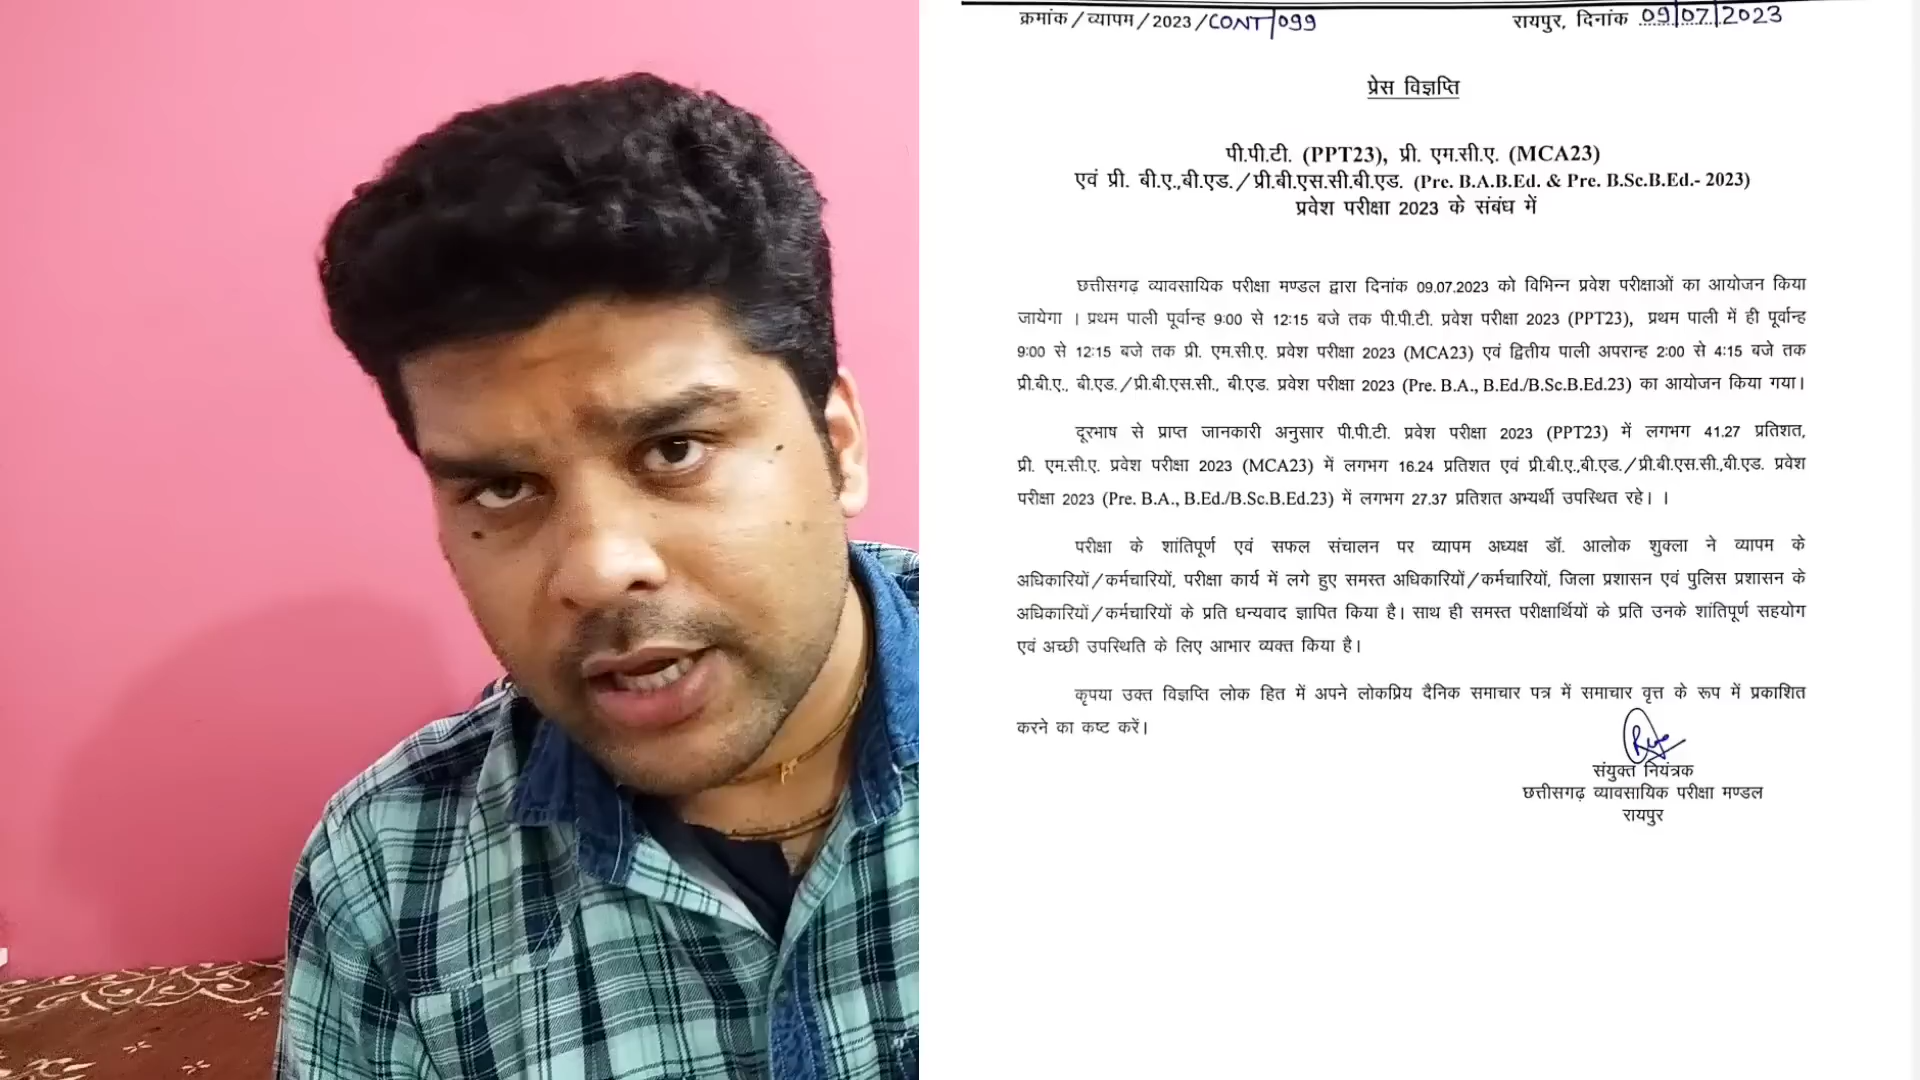 क्रमांक/व्यापम/2023/CONT/099 रायपुर, दिनांक 09/07/2023
प्रेस विज्ञप्ति
पी.पी.टी. (PPT23), प्री. एम.सी.ए. (MCA23)
एवं प्री. बी.ए.,बी.एड./प्री.बी.एस.सी.बी.एड. (Pre. B.A.B.Ed. & Pre. B.Sc.B.Ed.- 2023)
प्रवेश परीक्षा 2023 के संबंध में
छत्तीसगढ़ व्यावसायिक परीक्षा मण्डल द्वारा दिनांक 09.07.2023 को विभिन्न प्रवेश परीक्षाओं का आयोजन किया
जायेगा । प्रथम पाली पूर्वान्ह 9:00 से 12:15 बजे तक पी.पी.टी. प्रवेश परीक्षा 2023 (PPT23), प्रथम पाली में ही पूर्वान्ह
9:00 से 12:15 बजे तक प्री. एम.सी.ए. प्रवेश परीक्षा 2023 (MCA23) एवं द्वितीय पाली अपरान्ह 2:00 से 4:15 बजे तक
प्री.बी.ए., बी.एड./प्री.बी.एस.सी., बी.एड. प्रवेश परीक्षा 2023 (Pre. B.A., B.Ed./B.Sc.B.Ed.23) का आयोजन किया गया।
दूरभाष से प्राप्त जानकारी अनुसार पी.पी.टी. प्रवेश परीक्षा 2023 (PPT23) में लगभग 41.27 प्रतिशत,
प्री. एम.सी.ए. प्रवेश परीक्षा 2023 (MCA23) में लगभग 16.24 प्रतिशत एवं प्री.बी.ए.,बी.एड./प्री.बी.एस.सी.,बी.एड. प्रवेश
परीक्षा 2023 (Pre. B.A., B.Ed./B.Sc.B.Ed.23) में लगभग 27.37 प्रतिशत अभ्यर्थी उपस्थित रहे। ।
परीक्षा के शांतिपूर्ण एवं सफल संचालन पर व्यापम अध्यक्ष डॉ. आलोक शुक्ला ने व्यापम के
अधिकारियों/कर्मचारियों, परीक्षा कार्य में लगे हुए समस्त अधिकारियों/कर्मचारियों, जिला प्रशासन एवं पुलिस प्रशासन के
अधिकारियों/कर्मचारियों के प्रति धन्यवाद ज्ञापित किया है। साथ ही समस्त परीक्षार्थियों के प्रति उनके शांतिपूर्ण सहयोग
एवं अच्छी उपस्थिति के लिए आभार व्यक्त किया है।
कृपया उक्त विज्ञप्ति लोक हित में अपने लोकप्रिय दैनिक समाचार पत्र में समाचार वृत्त के रूप में प्रकाशित
करने का कष्ट करें।
संयुक्त नियंत्रक
छत्तीसगढ़ व्यावसायिक परीक्षा मण्डल
रायपुर